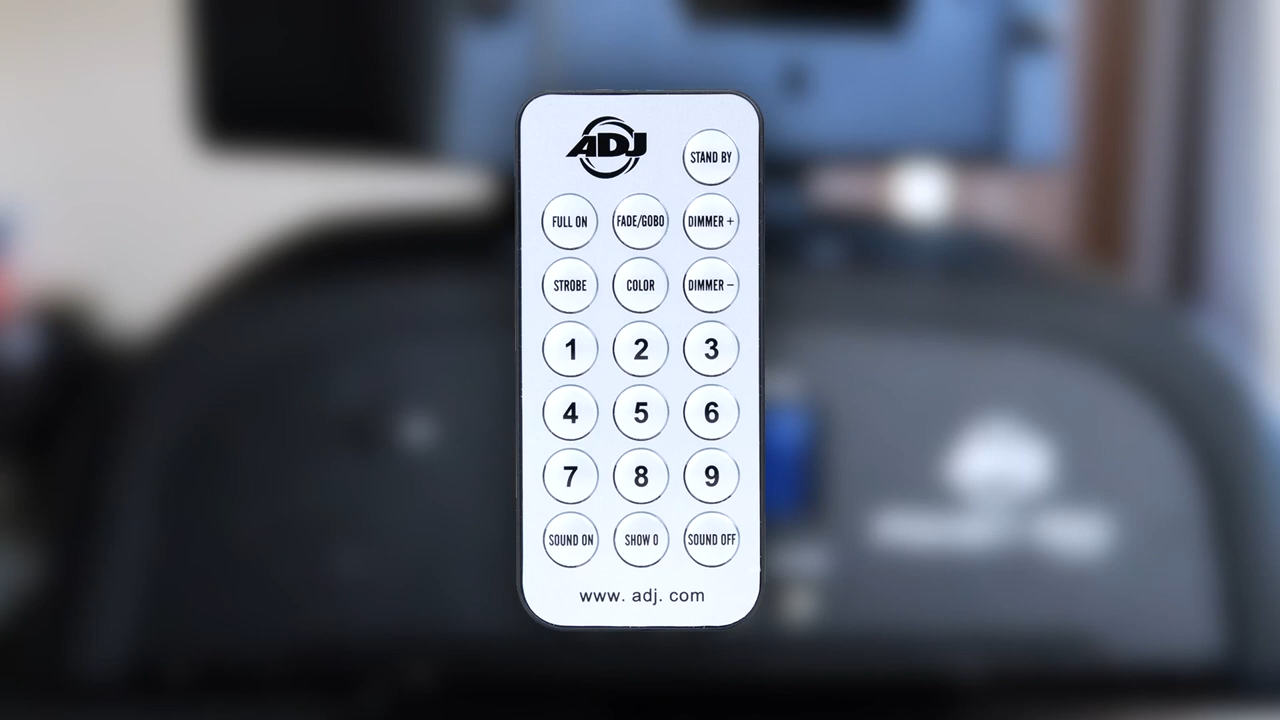 ADJ
STAND BY
FULL ON FADE/GOBO DIMMER +
STROBE COLOR DIMMER −
1 2 3
4 5 6
7 8 9
SOUND ON SHOW 0 SOUND OFF
www. adj. com